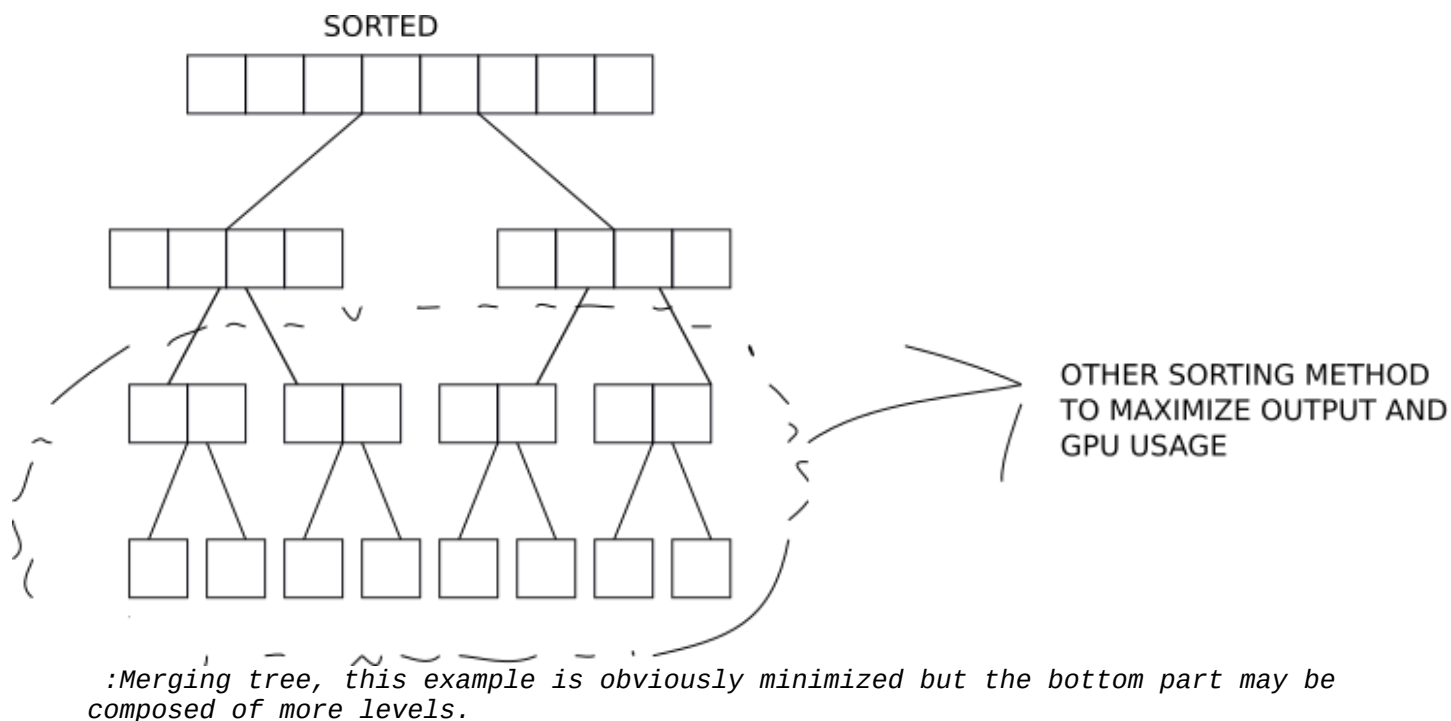 SORTED
OTHER SORTING METHOD
TO MAXIMIZE OUTPUT AND
GPU USAGE
:Merging tree, this example is obviously minimized but the bottom part may be
composed of more levels.